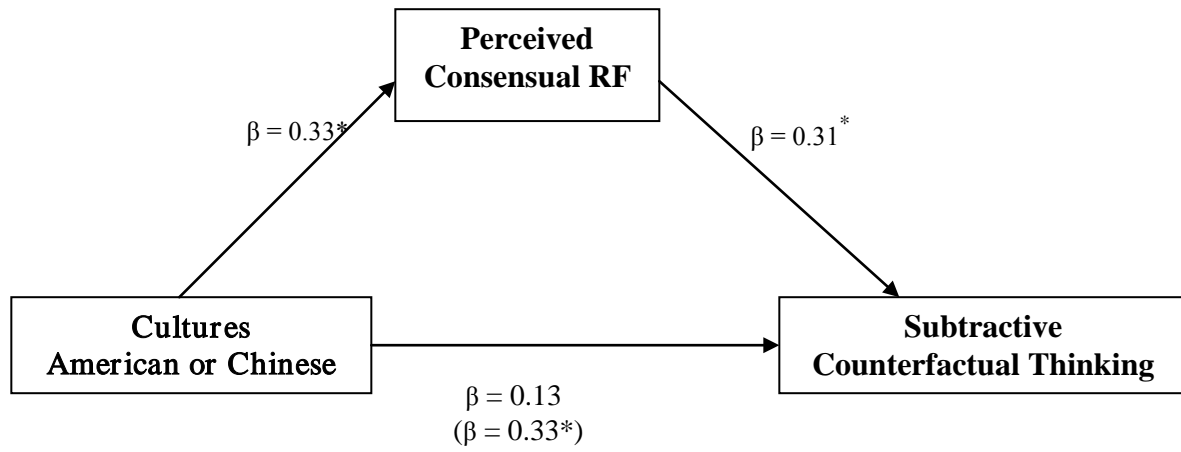 Perceived
Consensual RF
β = 0.33*
β = 0.31*
Cultures
American or Chinese
Subtractive
Counterfactual Thinking
β = 0.13
(β = 0.33*)